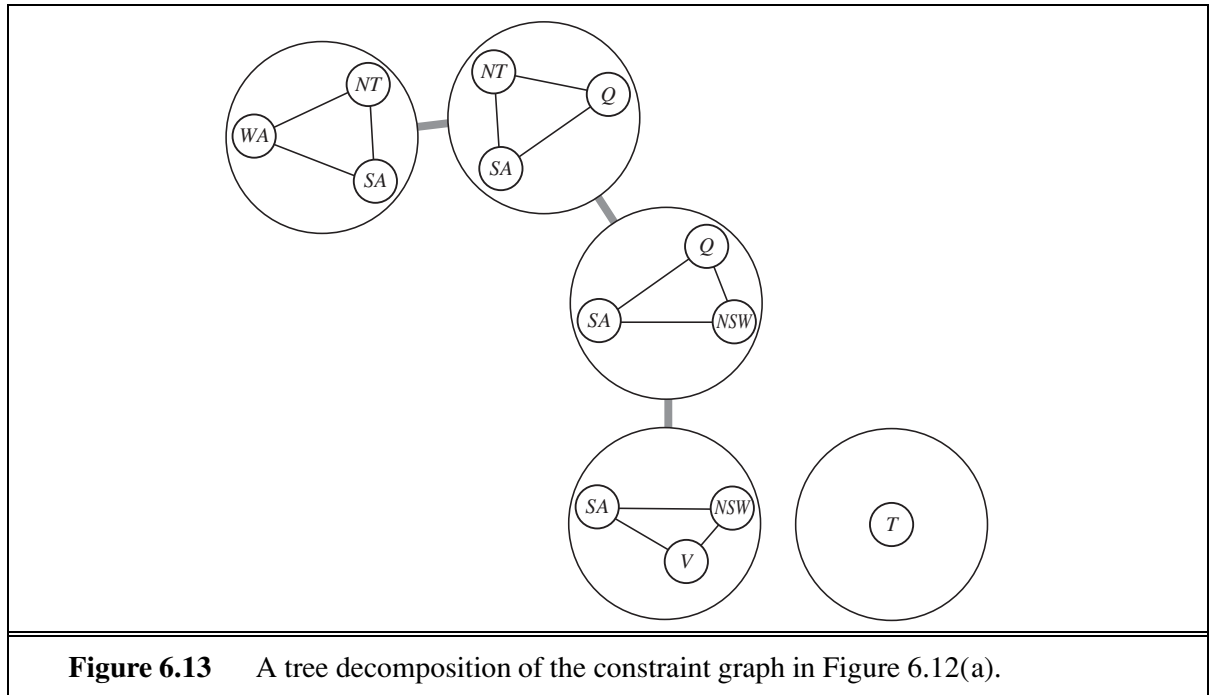 NT
Q
SA
NT
WA
SA
Q
SA
NSW
SA
NSW
V
T
Figure 6.13 A tree decomposition of the constraint graph in Figure 6.12(a).